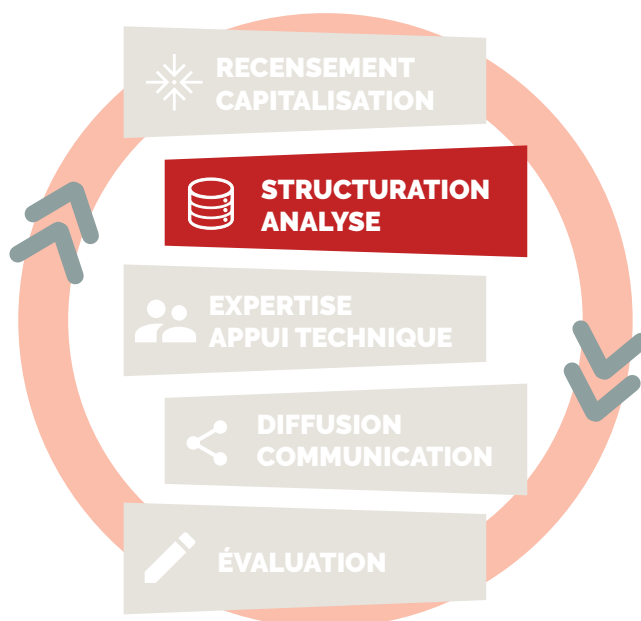 RECENSEMENT
CAPITALISATION
STRUCTURATION
ANALYSE
EXPERTISE
APPUI TECHNIQUE
DIFFUSION
COMMUNICATION
ÉVALUATION